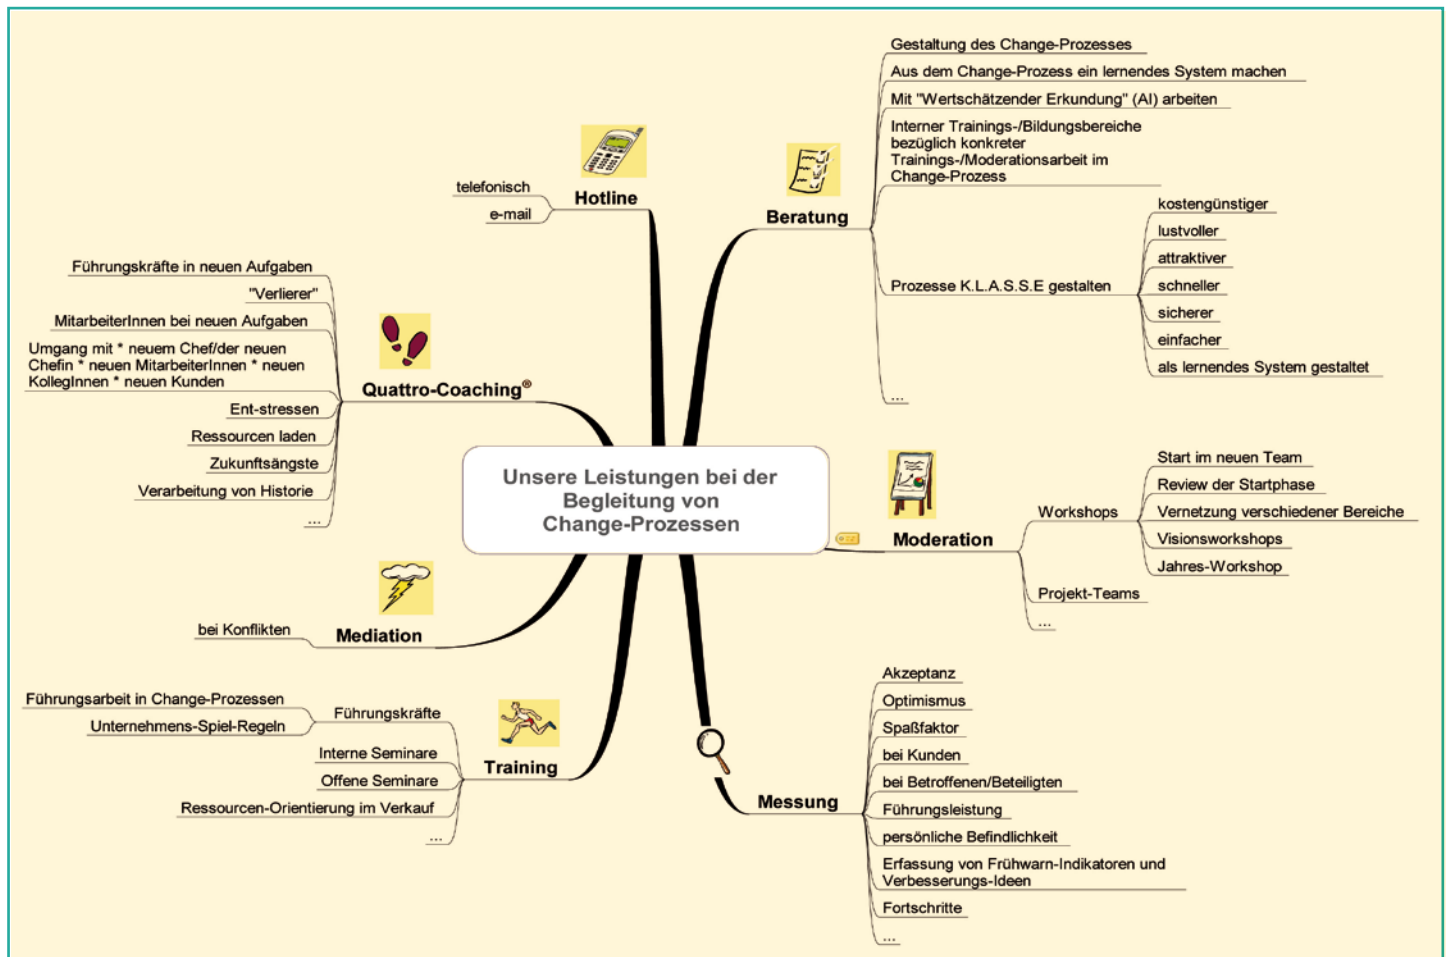 Unsere Leistungen bei der
Begleitung von
Change-Prozessen
Beratung
Gestaltung des Change-Prozesses
Aus dem Change-Prozess ein lernendes System machen
Mit "Wertschätzender Erkundung" (AI) arbeiten
Interner Trainings-/Bildungsbereiche
bezüglich konkreter
Trainings-/Moderationsarbeit im
Change-Prozess
Prozesse K.L.A.S.S.E gestalten
kostengünstiger
lustvoller
attraktiver
schneller
sicherer
einfacher
als lernendes System gestaltet
...
Moderation
Workshops
Start im neuen Team
Review der Startphase
Vernetzung verschiedener Bereiche
Visionsworkshops
Jahres-Workshop
Projekt-Teams
...
Messung
Akzeptanz
Optimismus
Spaßfaktor
bei Kunden
bei Betroffenen/Beteiligten
Führungsleistung
persönliche Befindlichkeit
Erfassung von Frühwarn-Indikatoren und
Verbesserungs-Ideen
Fortschritte
...
Hotline
telefonisch
e-mail
Quattro-Coaching®
Führungskräfte in neuen Aufgaben
"Verlierer"
MitarbeiterInnen bei neuen Aufgaben
Umgang mit * neuem Chef/der neuen
Chefin * neuen MitarbeiterInnen * neuen
KollegInnen * neuen Kunden
Ent-stressen
Ressourcen laden
Zukunftsängste
Verarbeitung von Historie
...
Mediation
bei Konflikten
Training
Führungskräfte
Führungsarbeit in Change-Prozessen
Unternehmens-Spiel-Regeln
Interne Seminare
Offene Seminare
Ressourcen-Orientierung im Verkauf
...